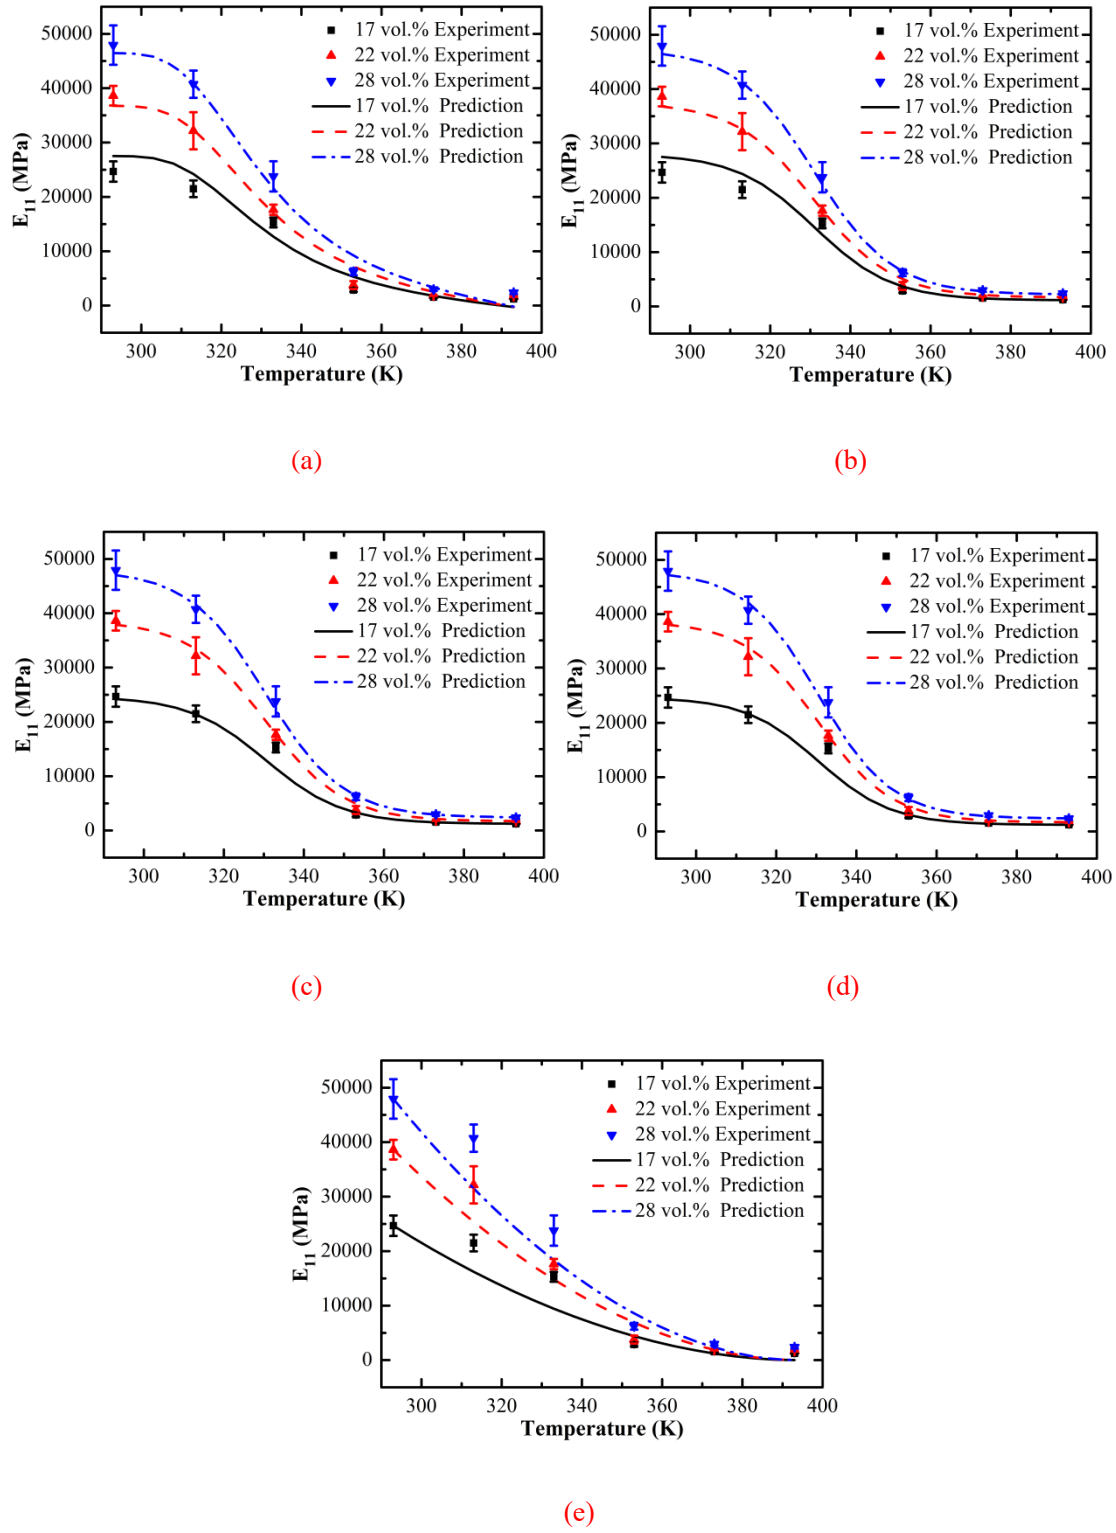 50000
40000
30000
20000
10000
0
E11 (MPa)
17 vol.% Experiment
22 vol.% Experiment
28 vol.% Experiment
17 vol.% Prediction
22 vol.% Prediction
28 vol.% Prediction
300 320 340 360 380 400
Temperature (K)
(a)
50000
40000
30000
20000
10000
0
E11 (MPa)
17 vol.% Experiment
22 vol.% Experiment
28 vol.% Experiment
17 vol.% Prediction
22 vol.% Prediction
28 vol.% Prediction
300 320 340 360 380 400
Temperature (K)
(b)
50000
40000
30000
20000
10000
0
E11 (MPa)
17 vol.% Experiment
22 vol.% Experiment
28 vol.% Experiment
17 vol.% Prediction
22 vol.% Prediction
28 vol.% Prediction
300 320 340 360 380 400
Temperature (K)
(c)
50000
40000
30000
20000
10000
0
E11 (MPa)
17 vol.% Experiment
22 vol.% Experiment
28 vol.% Experiment
17 vol.% Prediction
22 vol.% Prediction
28 vol.% Prediction
300 320 340 360 380 400
Temperature (K)
(d)
50000
40000
30000
20000
10000
0
E11 (MPa)
17 vol.% Experiment
22 vol.% Experiment
28 vol.% Experiment
17 vol.% Prediction
22 vol.% Prediction
28 vol.% Prediction
300 320 340 360 380 400
Temperature (K)
(e)